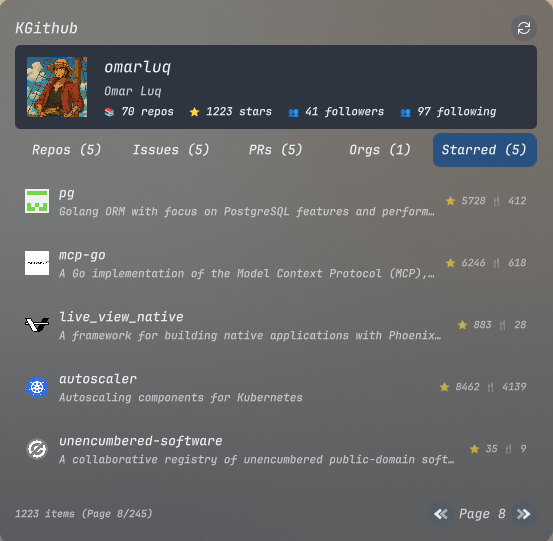 KGithub
omarluq
Omar Luq
70 repos 1223 stars 41 followers 97 following
Repos (5) Issues (5) PRs (5) Orgs (1) Starred (5)
pg
Golang ORM with focus on PostgreSQL features and perform…
5728 412
mcp-go
A Go implementation of the Model Context Protocol (MCP),…
6246 618
live_view_native
A framework for building native applications with Phoenix…
883 28
autoscaler
Autoscaling components for Kubernetes
8462 4139
unencumbered-software
A collaborative registry of unencumbered public-domain soft…
35 9
1223 items (Page 8/245) Page 8